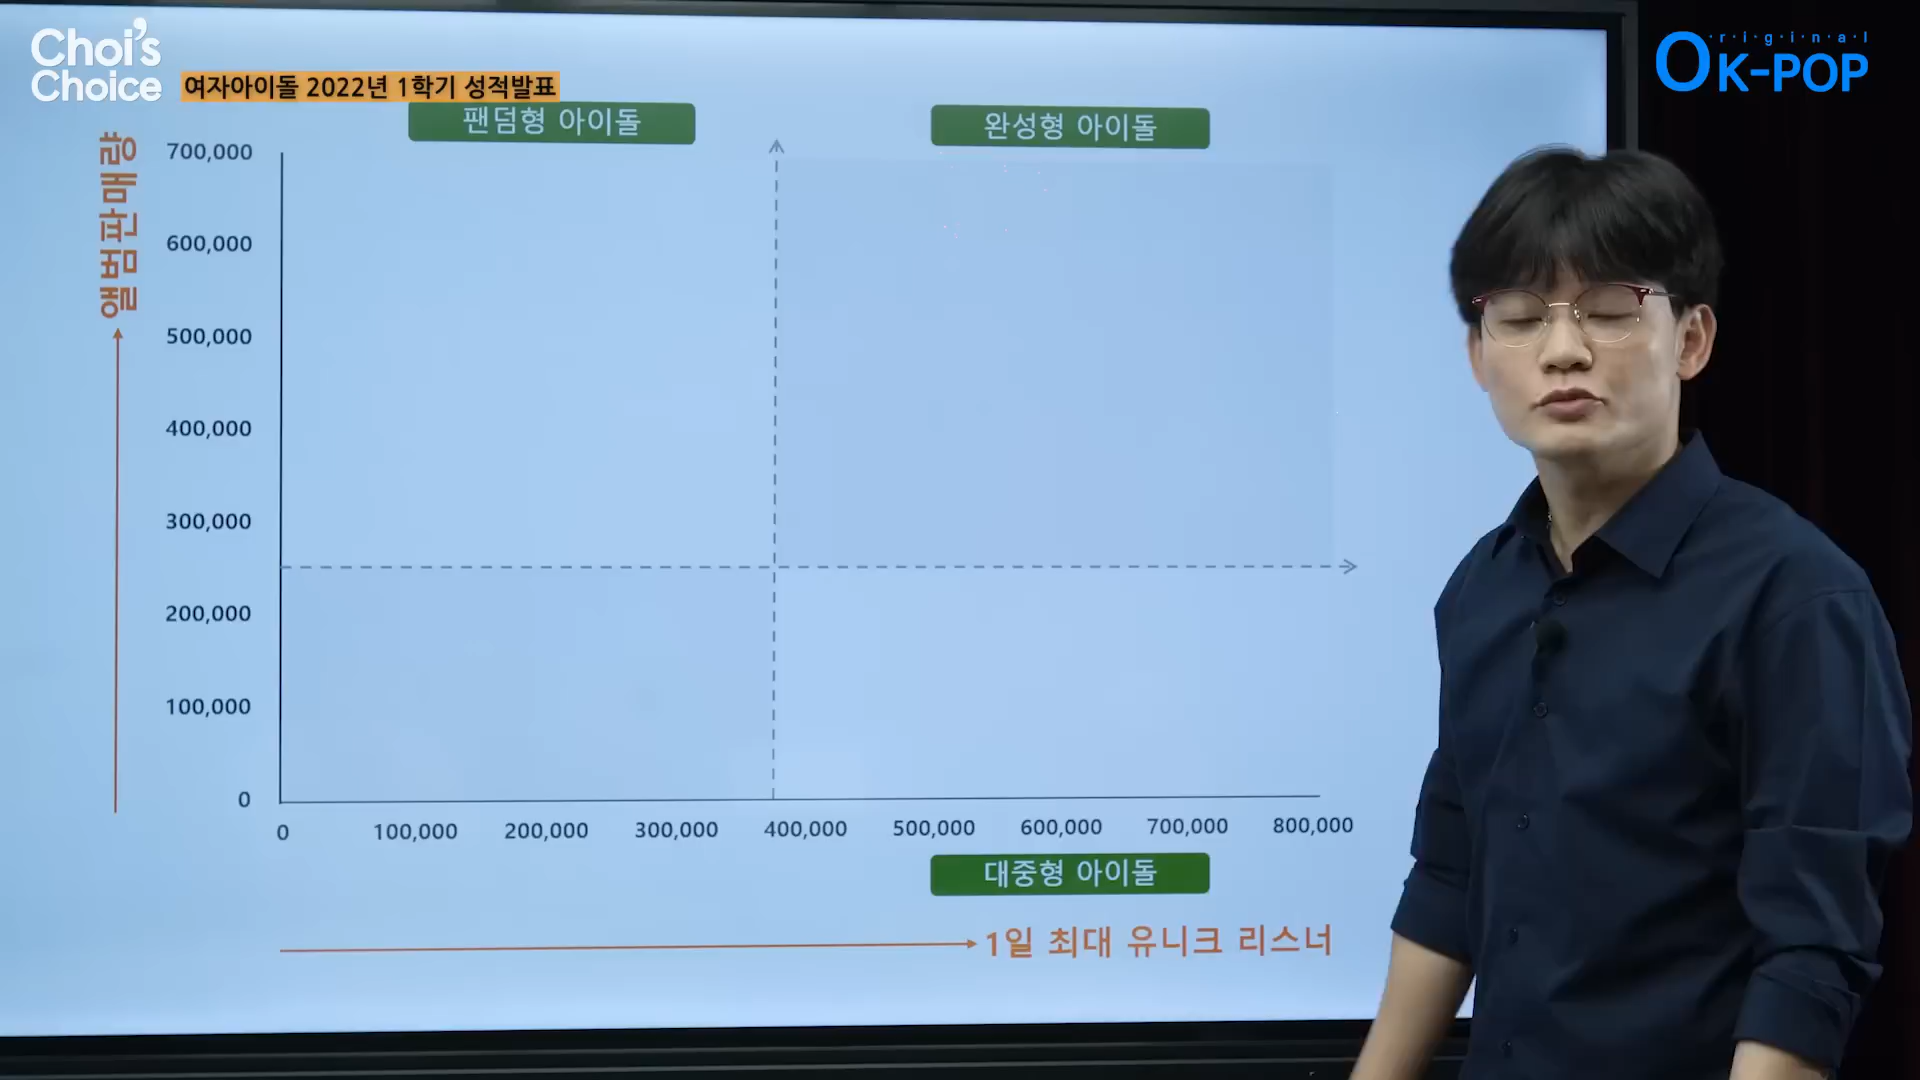 Choi's
Choice
여자아이돌 2022년 1학기 성적발표
Original
K-POP
팬덤형 아이돌
완성형 아이돌
앨범판매량
700,000
600,000
500,000
400,000
300,000
200,000
100,000
0
0 100,000 200,000 300,000 400,000 500,000 600,000 700,000 800,000
대중형 아이돌
1일 최대 유니크 리스너